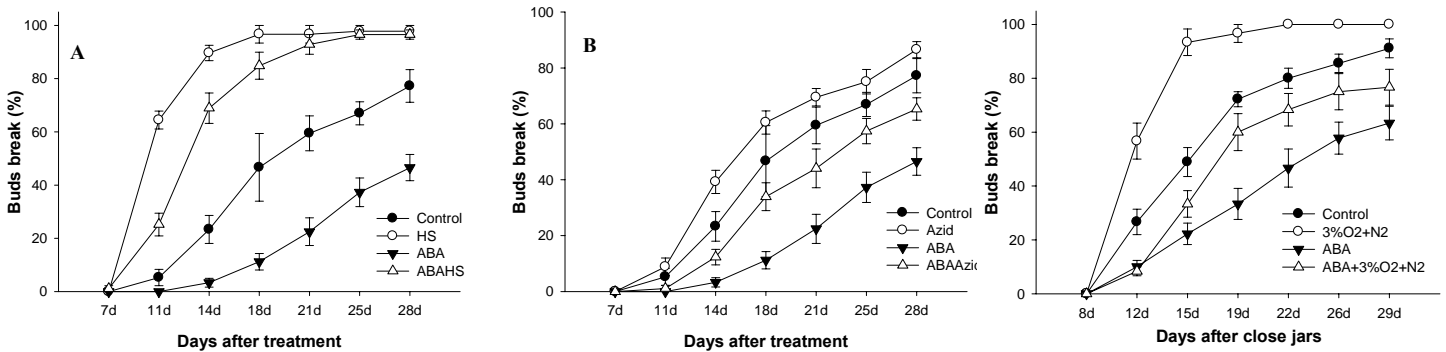 A
Buds break (%)
100
80
60
40
20
0
Control
HS
ABA
ABAHS
7d 11d 14d 18d 21d 25d 28d
Days after treatment
B
Buds break (%)
100
80
60
40
20
0
Control
Azid
ABA
ABAAzid
7d 11d 14d 18d 21d 25d 28d
Days after treatment
Buds break (%)
100
80
60
40
20
0
Control
3%O2+N2
ABA
ABA+3%O2+N2
8d 12d 15d 19d 22d 26d 29d
Days after close jars